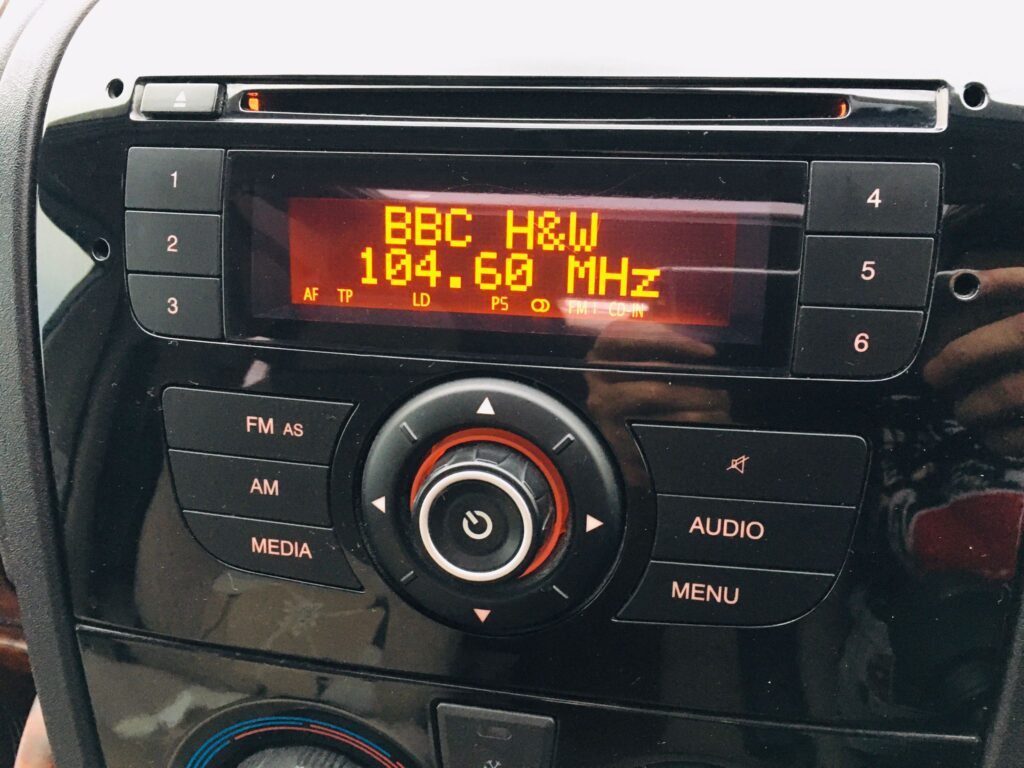 1
2
3
BBC H&W
104.60 MHz
AF TP LD PS FM I CD-IN
4
5
6
FM AS
AM
MEDIA
AUDIO
MENU